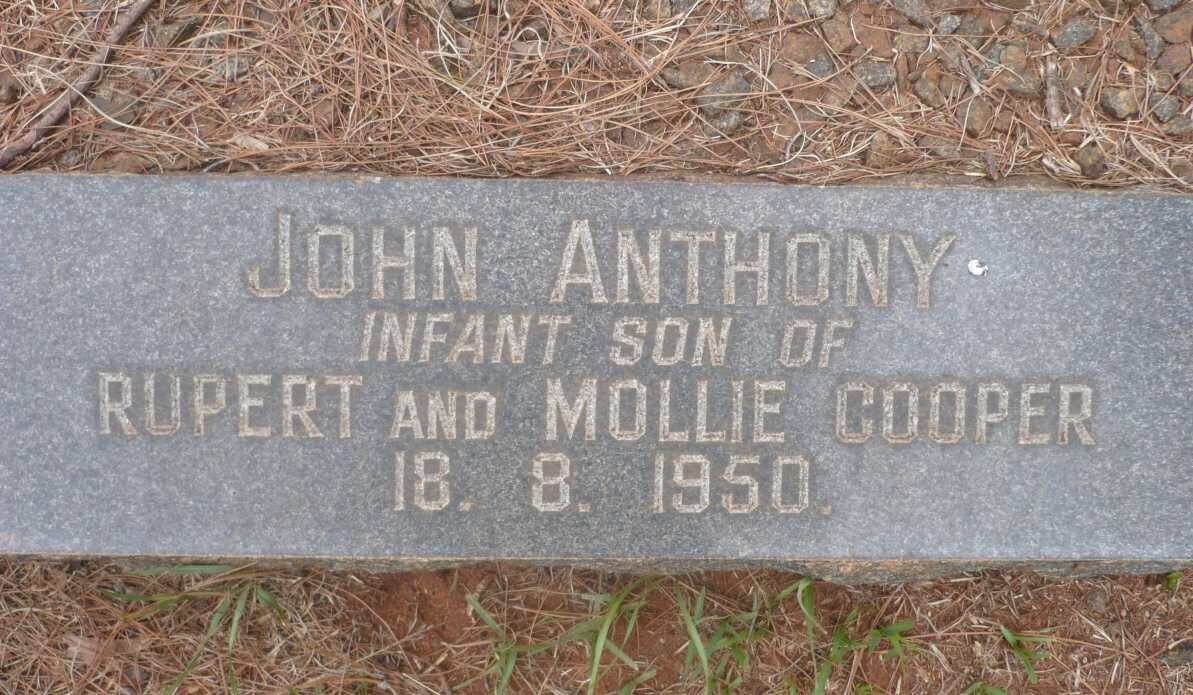 JOHN ANTHONY
INFANT SON OF
RUPERT AND MOLLIE COOPER
18. 8. 1950.